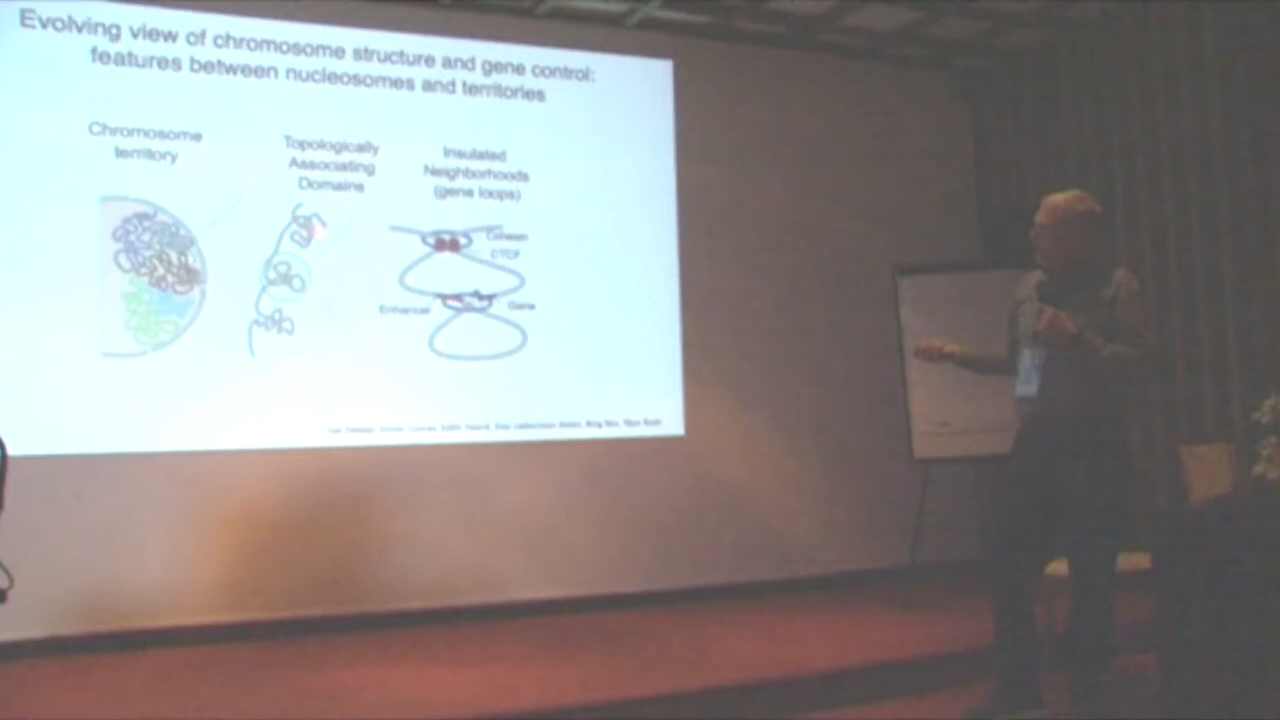 Evolving view of chromosome structure and gene control:
features between nucleosomes and territories
Chromosome
territory
Topologically
Associating
Domains
Insulated
Neighborhoods
(gene loops)
Cohesin
CTCF
Enhancer
Gene